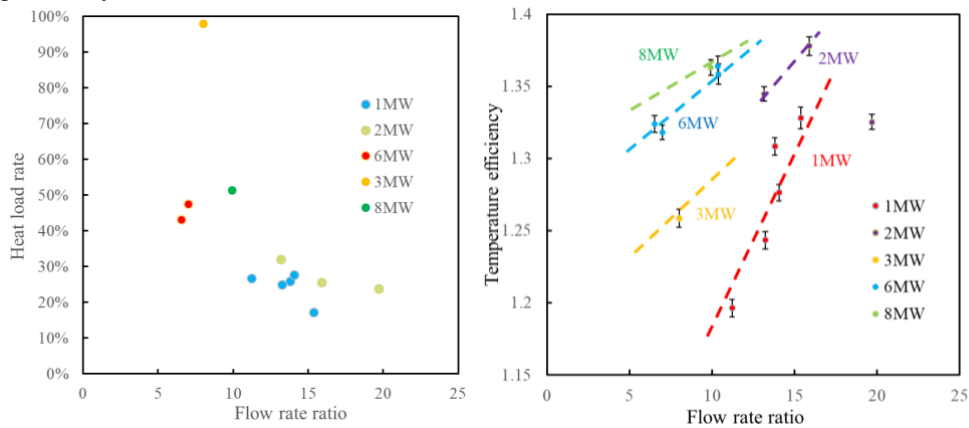 100%
90%
80%
70%
60%
50%
40%
30%
20%
10%
0%
Heat load rate
0 5 10 15 20 25
Flow rate ratio
1MW
2MW
6MW
3MW
8MW
1.4
1.35
1.3
1.25
1.2
1.15
Temperature efficiency
0 5 10 15 20 25
Flow rate ratio
8MW
2MW
6MW
1MW
3MW
1MW
2MW
3MW
6MW
8MW